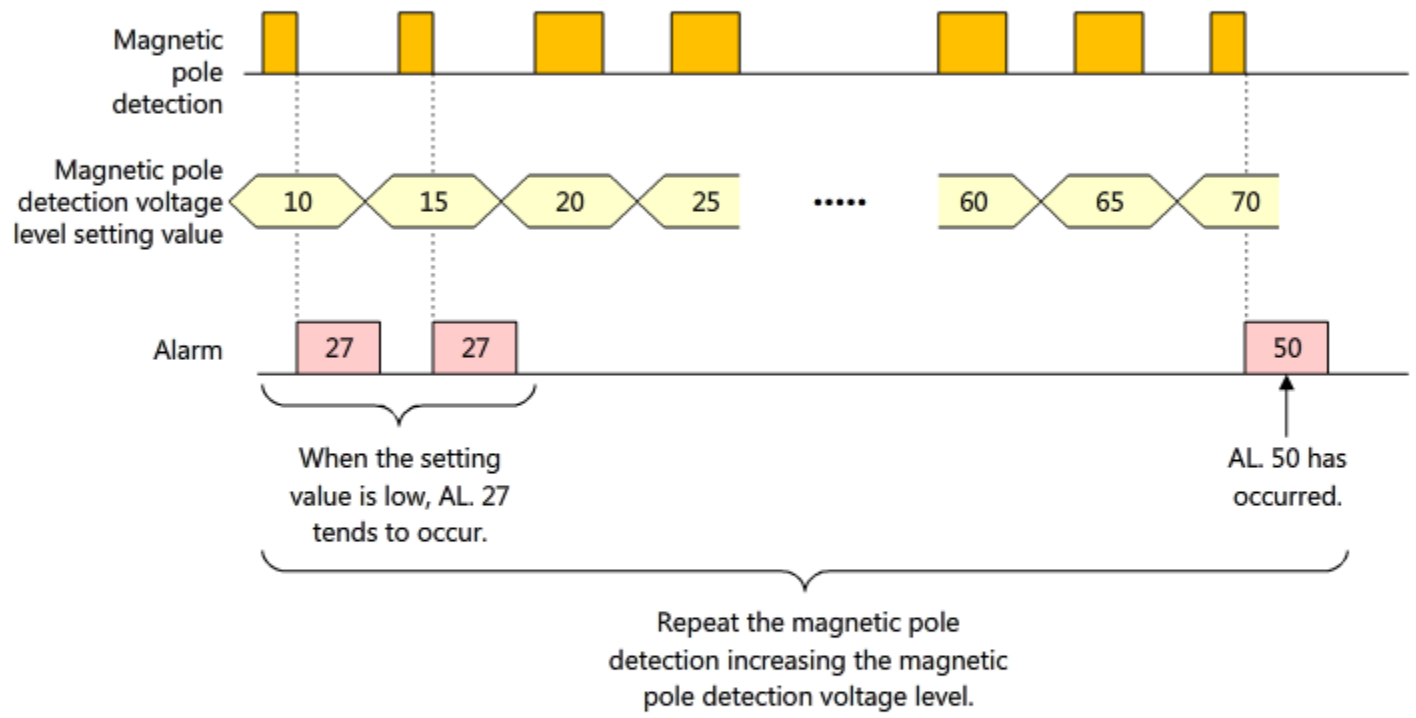 Magnetic
pole
detection
Magnetic pole
detection voltage
level setting value
10 15 20 25 ..... 60 65 70
Alarm
27 27 50
When the setting
value is low, AL. 27
tends to occur.
AL. 50 has
occurred.
Repeat the magnetic pole
detection increasing the magnetic
pole detection voltage level.